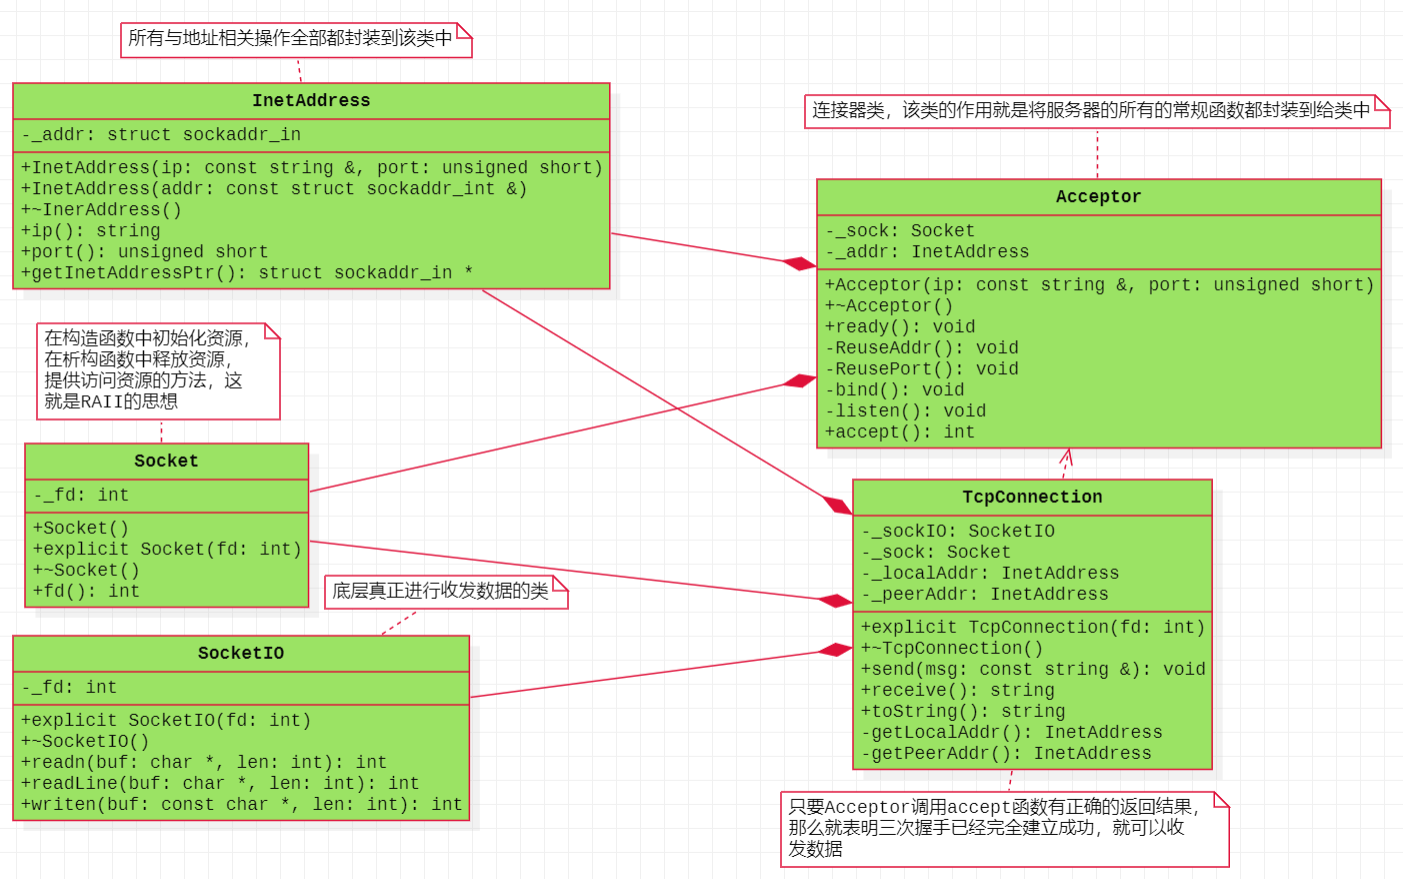 所有与地址相关操作全部都封装到该类中
InetAddress
-_addr: struct sockaddr_in
+InetAddress(ip: const string &, port: unsigned short)
+InetAddress(addr: const struct sockaddr_int &)
+~InerAddress()
+ip(): string
+port(): unsigned short
+getInetAddressPtr(): struct sockaddr_in *
连接器类，该类的作用就是将服务器的所有的常规函数都封装到给类中
Acceptor
-_sock: Socket
-_addr: InetAddress
+Acceptor(ip: const string &, port: unsigned short)
+~Acceptor()
+ready(): void
-ReuseAddr(): void
-ReusePort(): void
-bind(): void
-listen(): void
+accept(): int
在构造函数中初始化资源，
在析构函数中释放资源，
提供访问资源的方法，这
就是RAII的思想
Socket
-_fd: int
+Socket()
+explicit Socket(fd: int)
+~Socket()
+fd(): int
底层真正进行收发数据的类
SocketIO
-_fd: int
+explicit SocketIO(fd: int)
+~SocketIO()
+readn(buf: char *, len: int): int
+readLine(buf: char *, len: int): int
+writen(buf: const char *, len: int): int
TcpConnection
-_sockIO: SocketIO
-_sock: Socket
-_localAddr: InetAddress
-_peerAddr: InetAddress
+explicit TcpConnection(fd: int)
+~TcpConnection()
+send(msg: const string &): void
+receive(): string
+toString(): string
-getLocalAddr(): InetAddress
-getPeerAddr(): InetAddress
只要Acceptor调用accept函数有正确的返回结果，
那么就表明三次握手已经完全建立成功，就可以收
发数据